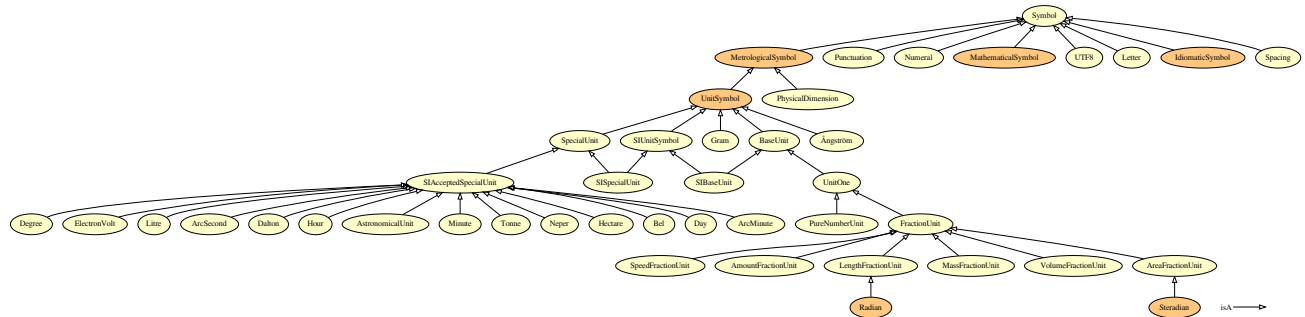 Symbol
MetrologicalSymbol Punctuation Numeral MathematicalSymbol UTF8 Letter IdiomaticSymbol Spacing
UnitSymbol PhysicalDimension
SpecialUnit SIUnitSymbol Gram BaseUnit Ångström
SIAcceptedSpecialUnit SISpecialUnit SIBaseUnit UnitOne
Degree ElectronVolt Litre ArcSecond Dalton Hour AstronomicalUnit Minute Tonne Neper Hectare Bel Day ArcMinute PureNumberUnit FractionUnit
SpeedFractionUnit AmountFractionUnit LengthFractionUnit MassFractionUnit VolumeFractionUnit AreaFractionUnit
Radian Steradian isA